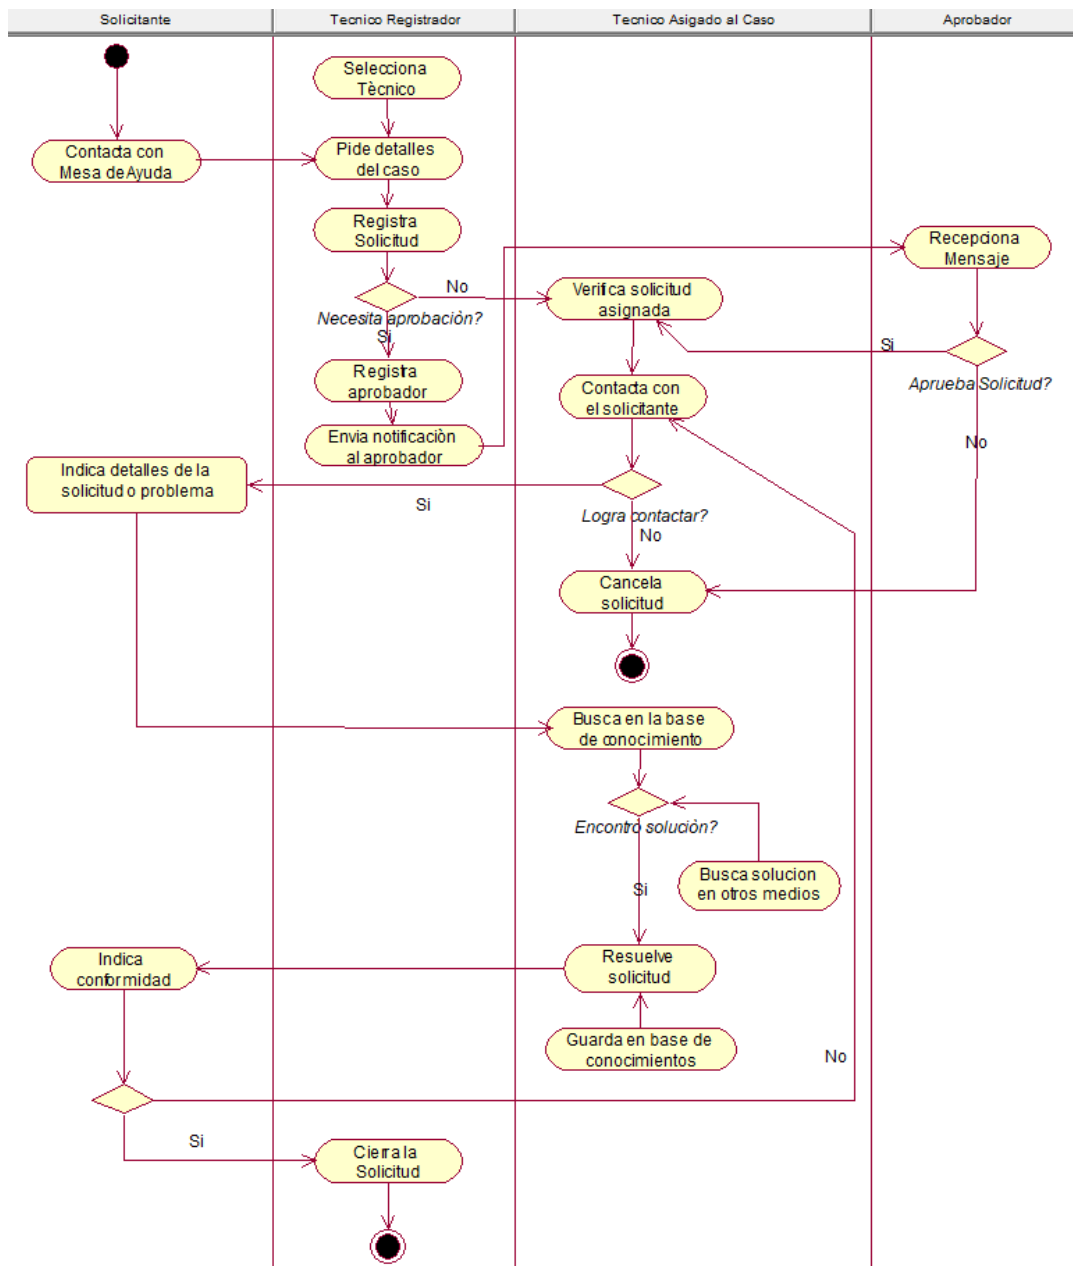 Solicitante
Tecnico Registrador
Tecnico Asigado al Caso
Aprobador
Selecciona
Tècnico
Contacta con
Mesa de Ayuda
Pide detalles
del caso
Registra
Solicitud
Recepciona
Mensaje
No
Verifica solicitud
asignada
Necesita aprobaciòn?
Si
Si
Aprueba Solicitud?
Registra
aprobador
Contacta con
el solicitante
No
Envia notificaciòn
al aprobador
Indica detalles de la
solicitud o problema
Si
Logra contactar?
No
Cancela
solicitud
Busca en la base
de conocimiento
Encontro soluciòn?
Si
Busca solucion
en otros medios
Indica
conformidad
Resuelve
solicitud
Guarda en base de
conocimientos
No
Si
Cierra la
Solicitud